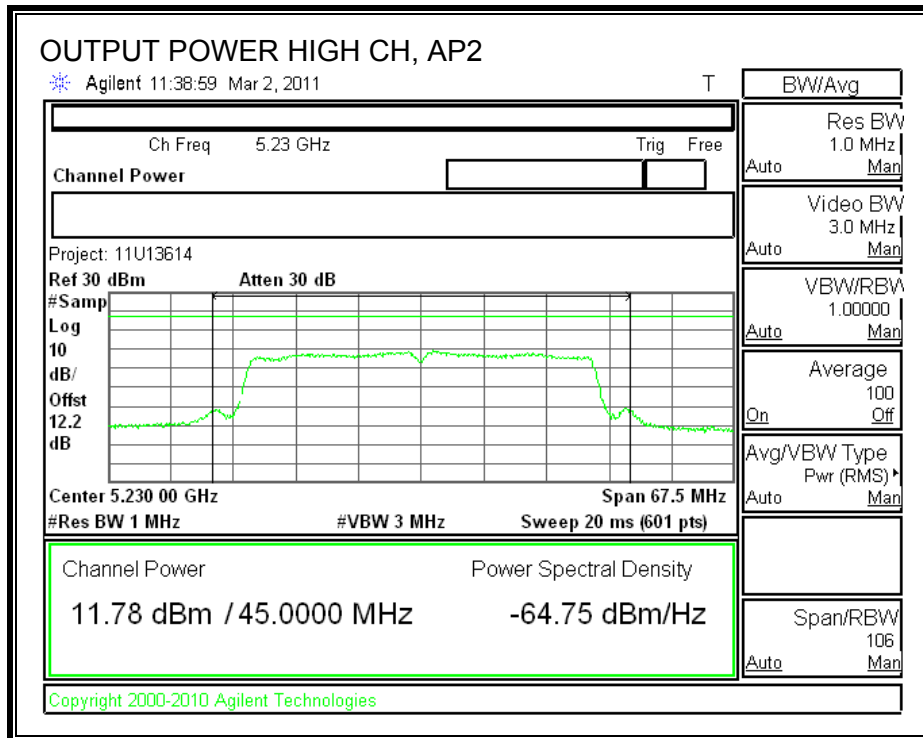 OUTPUT POWER HIGH CH, AP2
Agilent 11:38:59 Mar 2, 2011 T
Ch Freq 5.23 GHz Trig Free
Channel Power
Project: 11U13614
Ref 30 dBm Atten 30 dB
#Samp
Log
10
dB/
Offst
12.2
dB
Center 5.230 00 GHz Span 67.5 MHz
#Res BW 1 MHz #VBW 3 MHz Sweep 20 ms (601 pts)
Channel Power Power Spectral Density
11.78 dBm / 45.0000 MHz -64.75 dBm/Hz
Copyright 2000-2010 Agilent Technologies
BW/Avg
Res BW
1.0 MHz
Auto Man
Video BW
3.0 MHz
Auto Man
VBW/RBW
1.00000
Auto Man
Average
100
On Off
Avg/VBW Type
Pwr (RMS)
Auto Man
Span/RBW
106
Auto Man